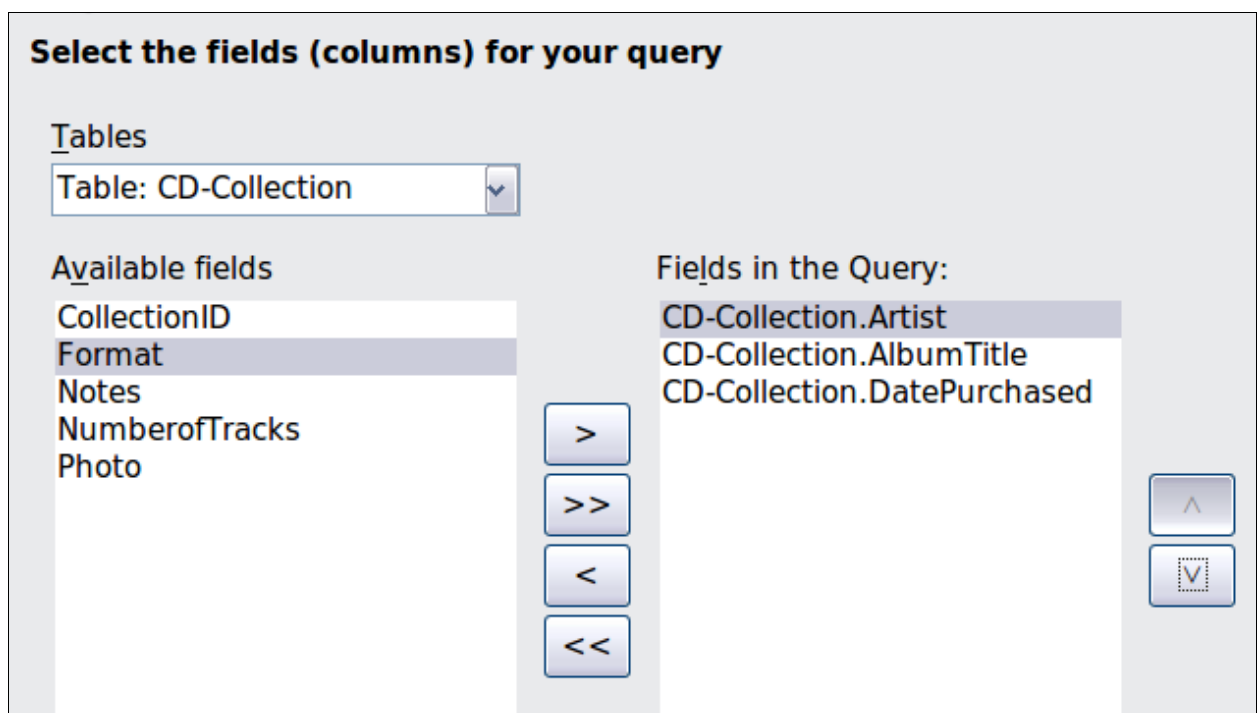 Select the fields (columns) for your query
Tables
Table: CD-Collection
Available fields
CollectionID
Format
Notes
NumberofTracks
Photo
>
>>
<
<<
Fields in the Query:
CD-Collection.Artist
CD-Collection.AlbumTitle
CD-Collection.DatePurchased